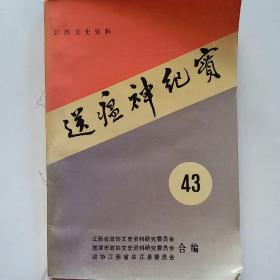 江西文史资料
送瘟神纪实
43
江西省政协文史资料研究委员会
鹰潭市政协文史资料研究委员会 合编
政协江西省余江县委员会